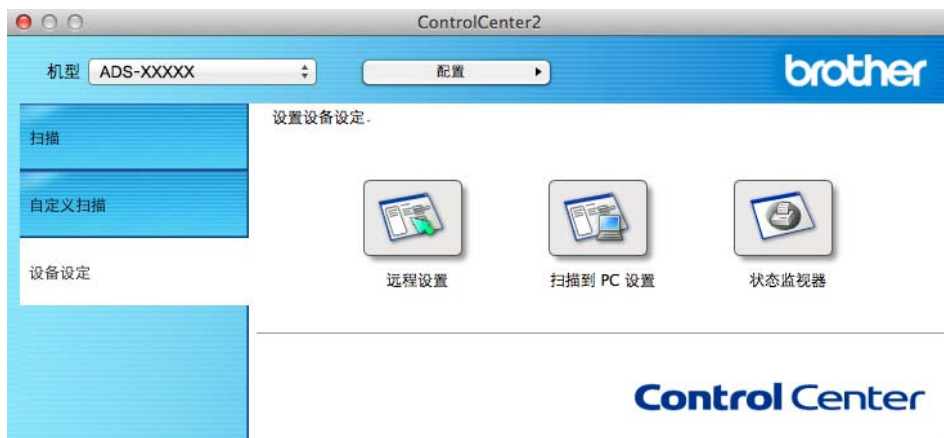 ControlCenter2
机型 ADS-XXXXX 配置 brother
扫描
自定义扫描
设备设定
设置设备设定.
远程设置 扫描到 PC 设置 状态监视器
Control Center